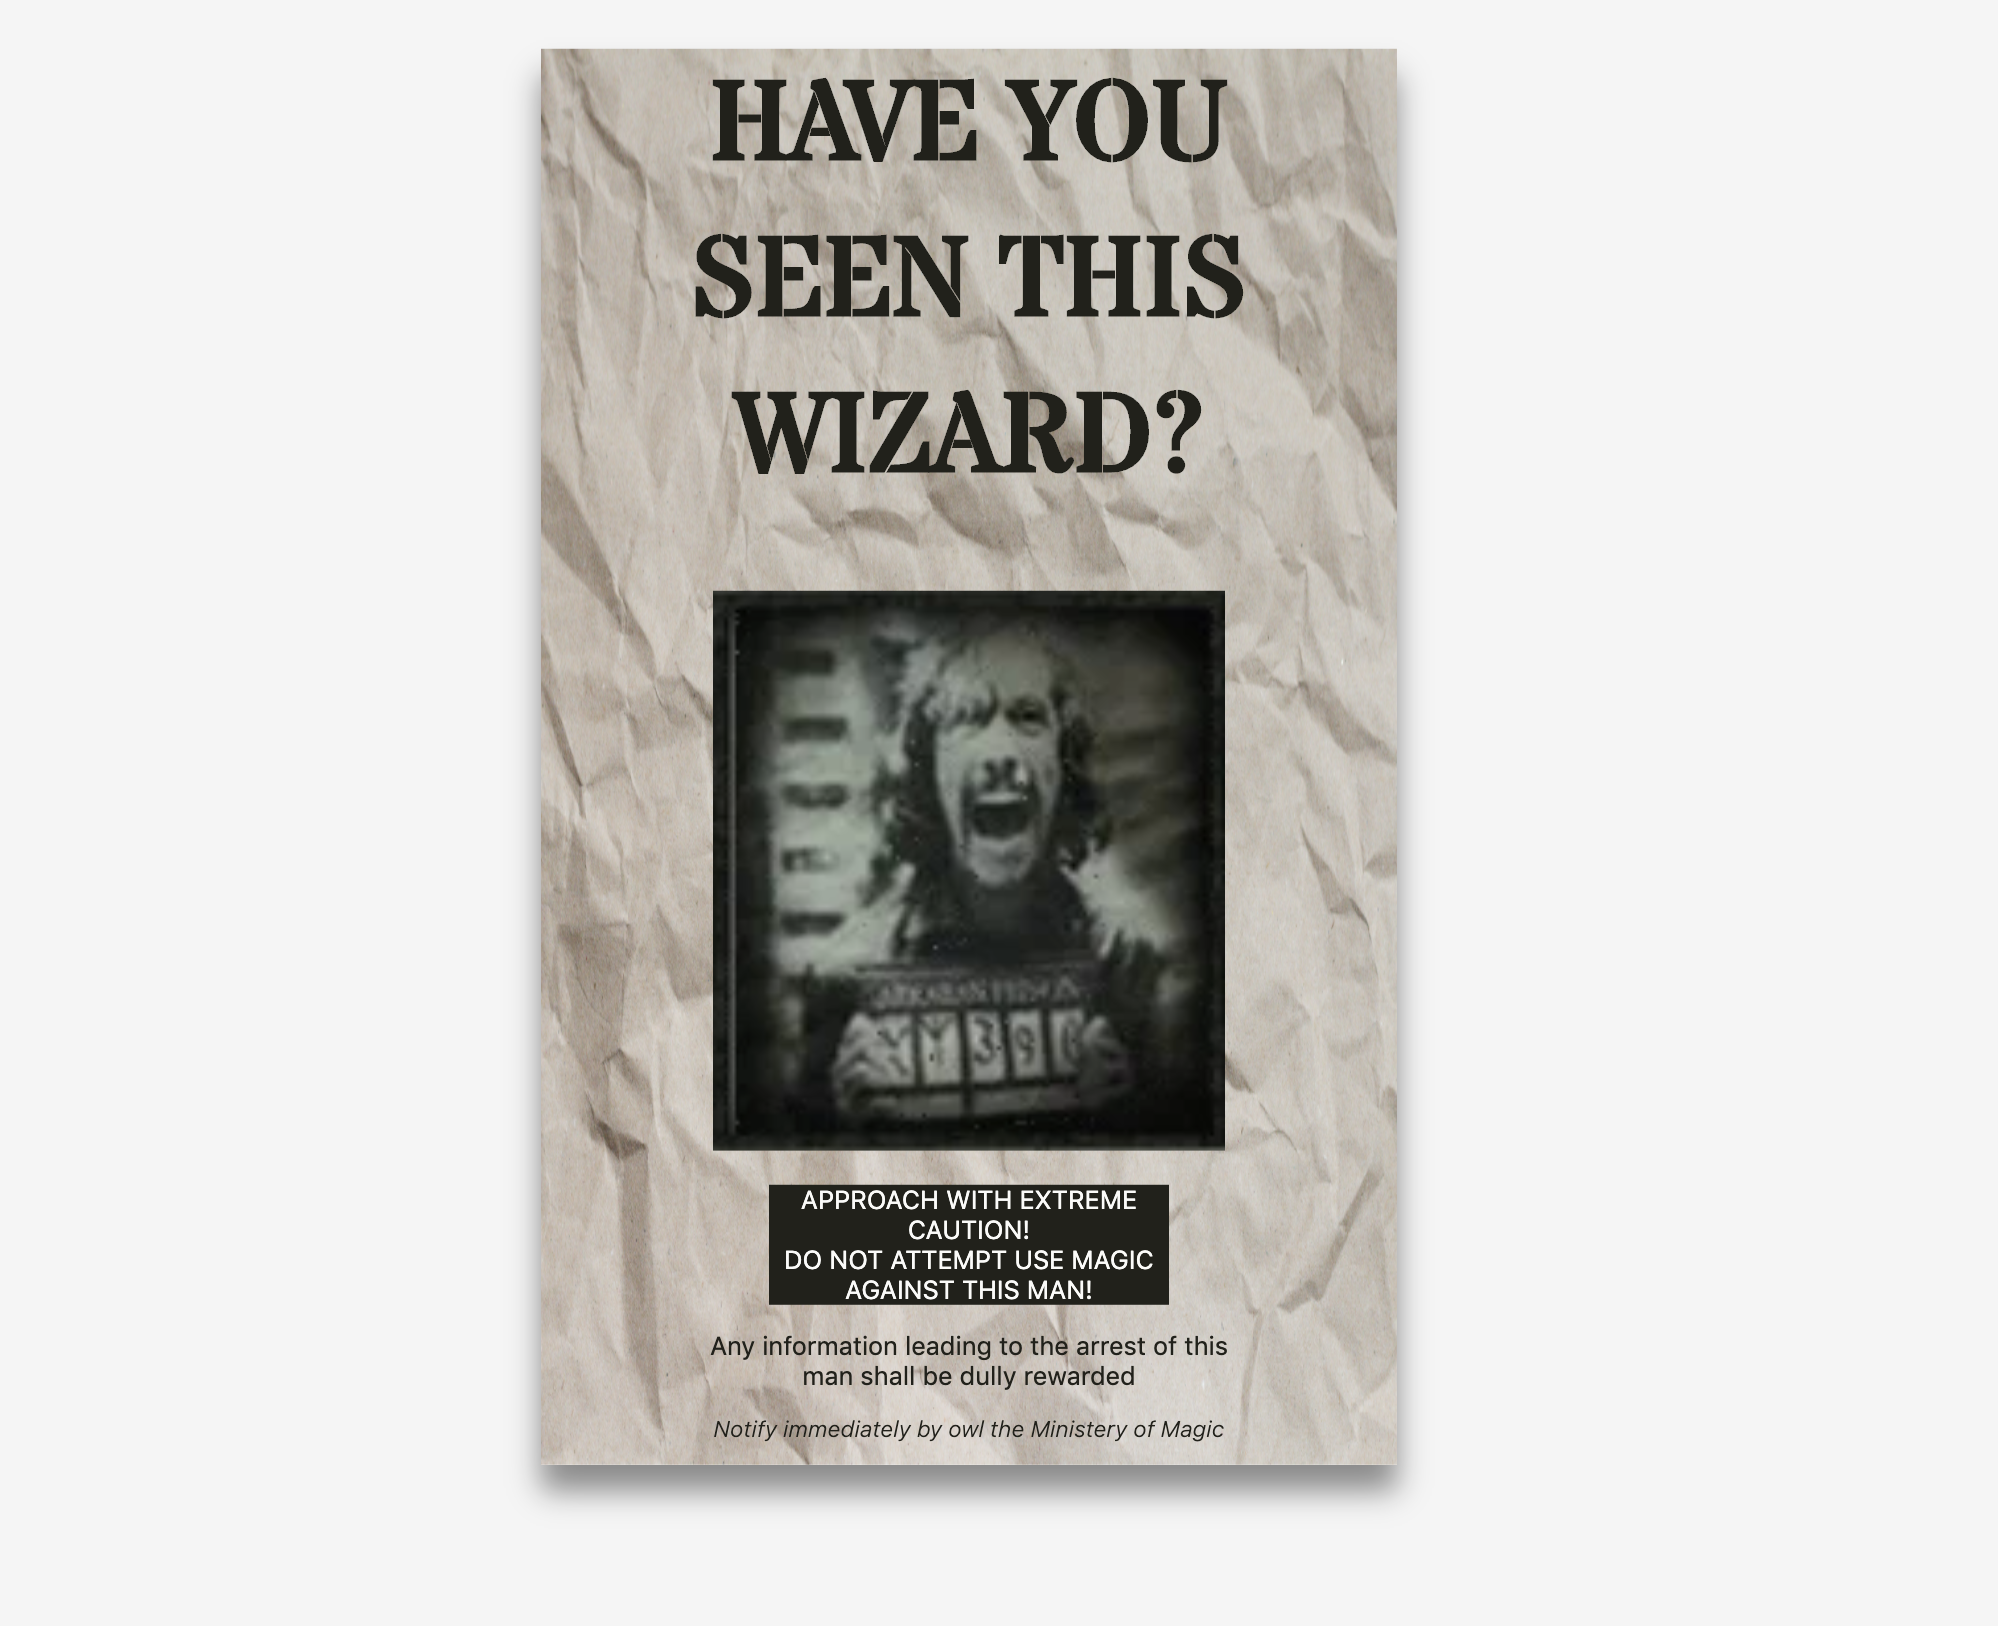 HAVE YOU
SEEN THIS
WIZARD?
APPROACH WITH EXTREME
CAUTION!
DO NOT ATTEMPT USE MAGIC
AGAINST THIS MAN!
Any information leading to the arrest of this
man shall be dully rewarded
Notify immediately by owl the Ministery of Magic